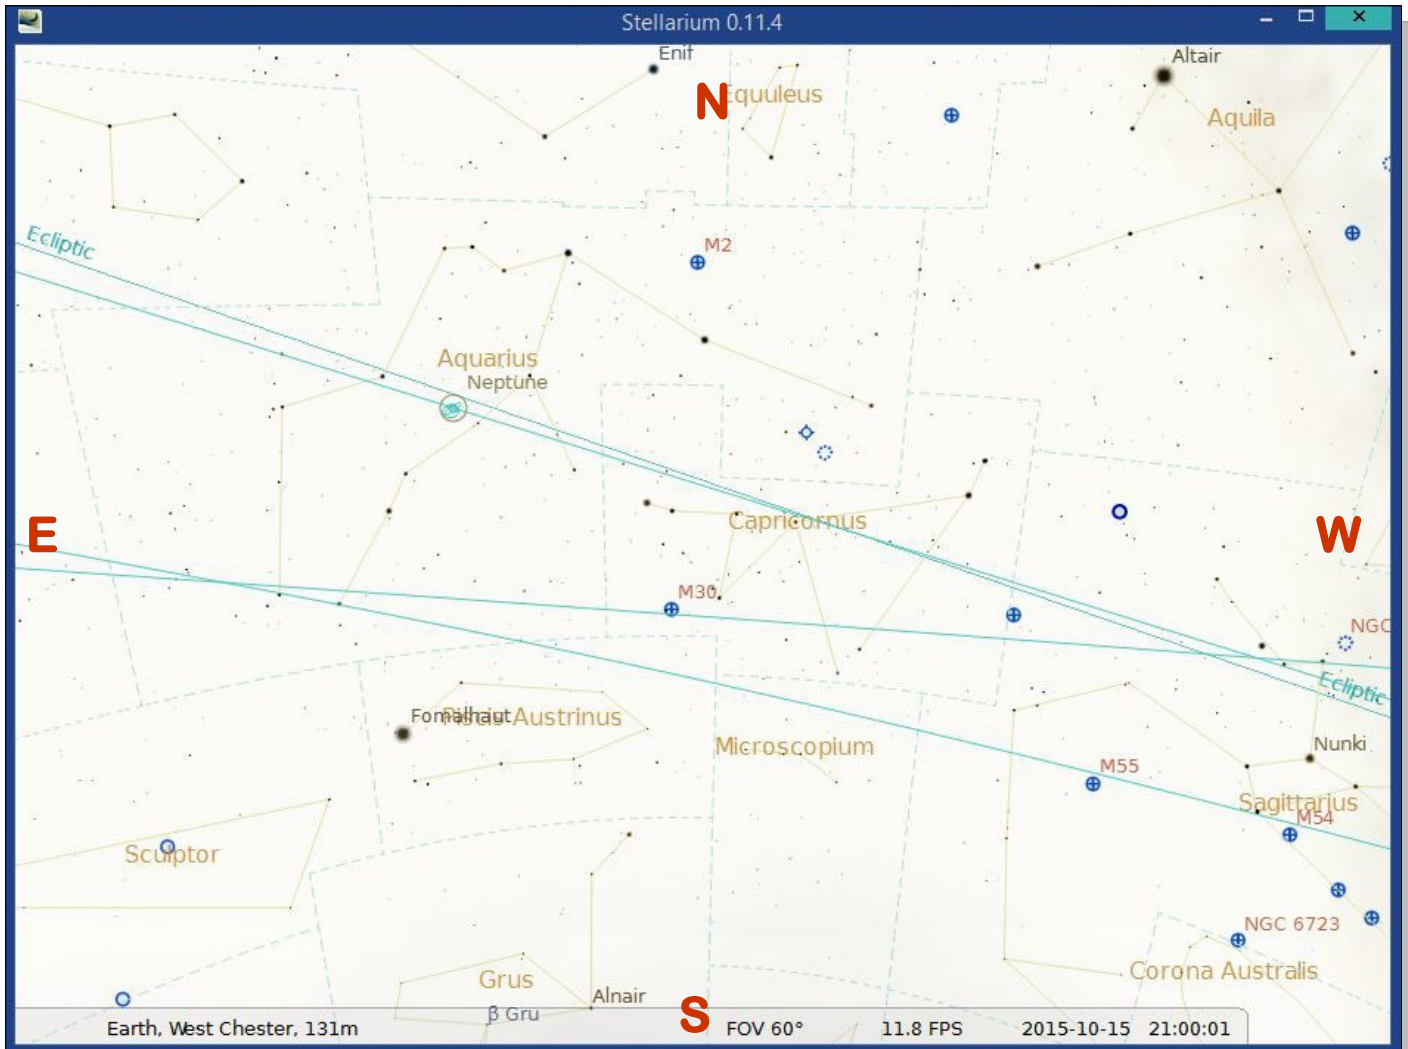 Stellarium 0.11.4
Enif
Altair
N
Equuleus
Aquila
Ecliptic
M2
Aquarius
Neptune
Capricornus
E
W
M30
NGC
Ecliptic
Fomalhaut
Piscis Austrinus
Microscopium
Nunki
M55
Sagittarius
M54
Sculptor
NGC 6723
Corona Australis
Grus
Alnair
β Gru
S
Earth, West Chester, 131m FOV 60° 11.8 FPS 2015-10-15 21:00:01